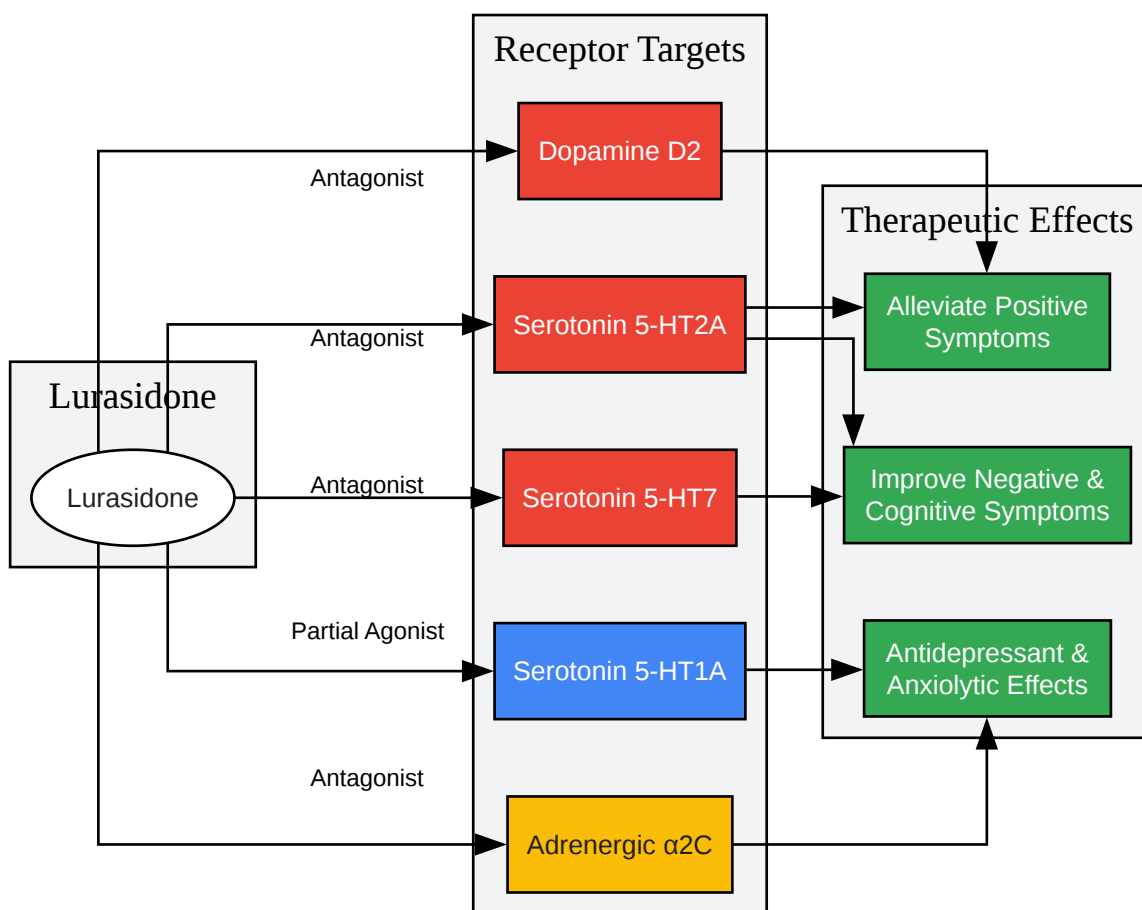 Receptor Targets
Dopamine D2
Antagonist
Therapeutic Effects
Serotonin 5-HT2A
Antagonist
Alleviate Positive
Symptoms
Lurasidone
Lurasidone
Antagonist
Serotonin 5-HT7
Improve Negative &
Cognitive Symptoms
Partial Agonist
Serotonin 5-HT1A
Antidepressant &
Anxiolytic Effects
Antagonist
Adrenergic α2C